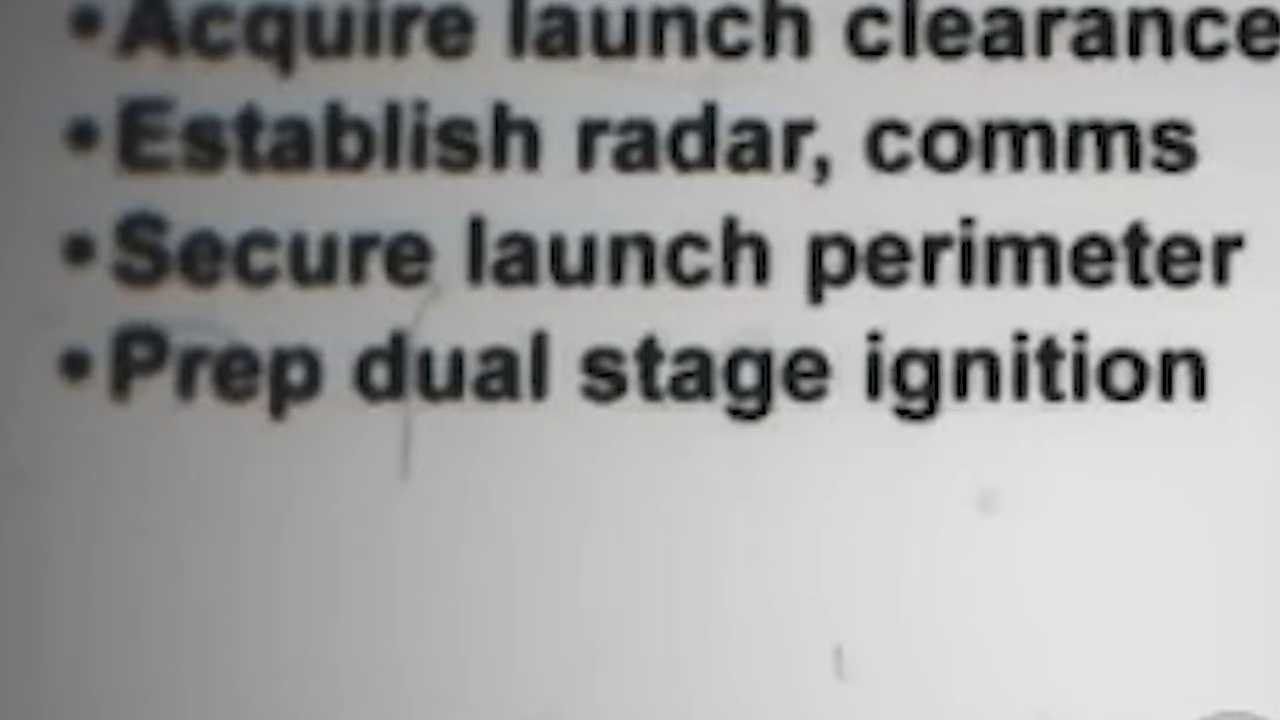 •Acquire launch clearance
•Establish radar, comms
•Secure launch perimeter
•Prep dual stage ignition